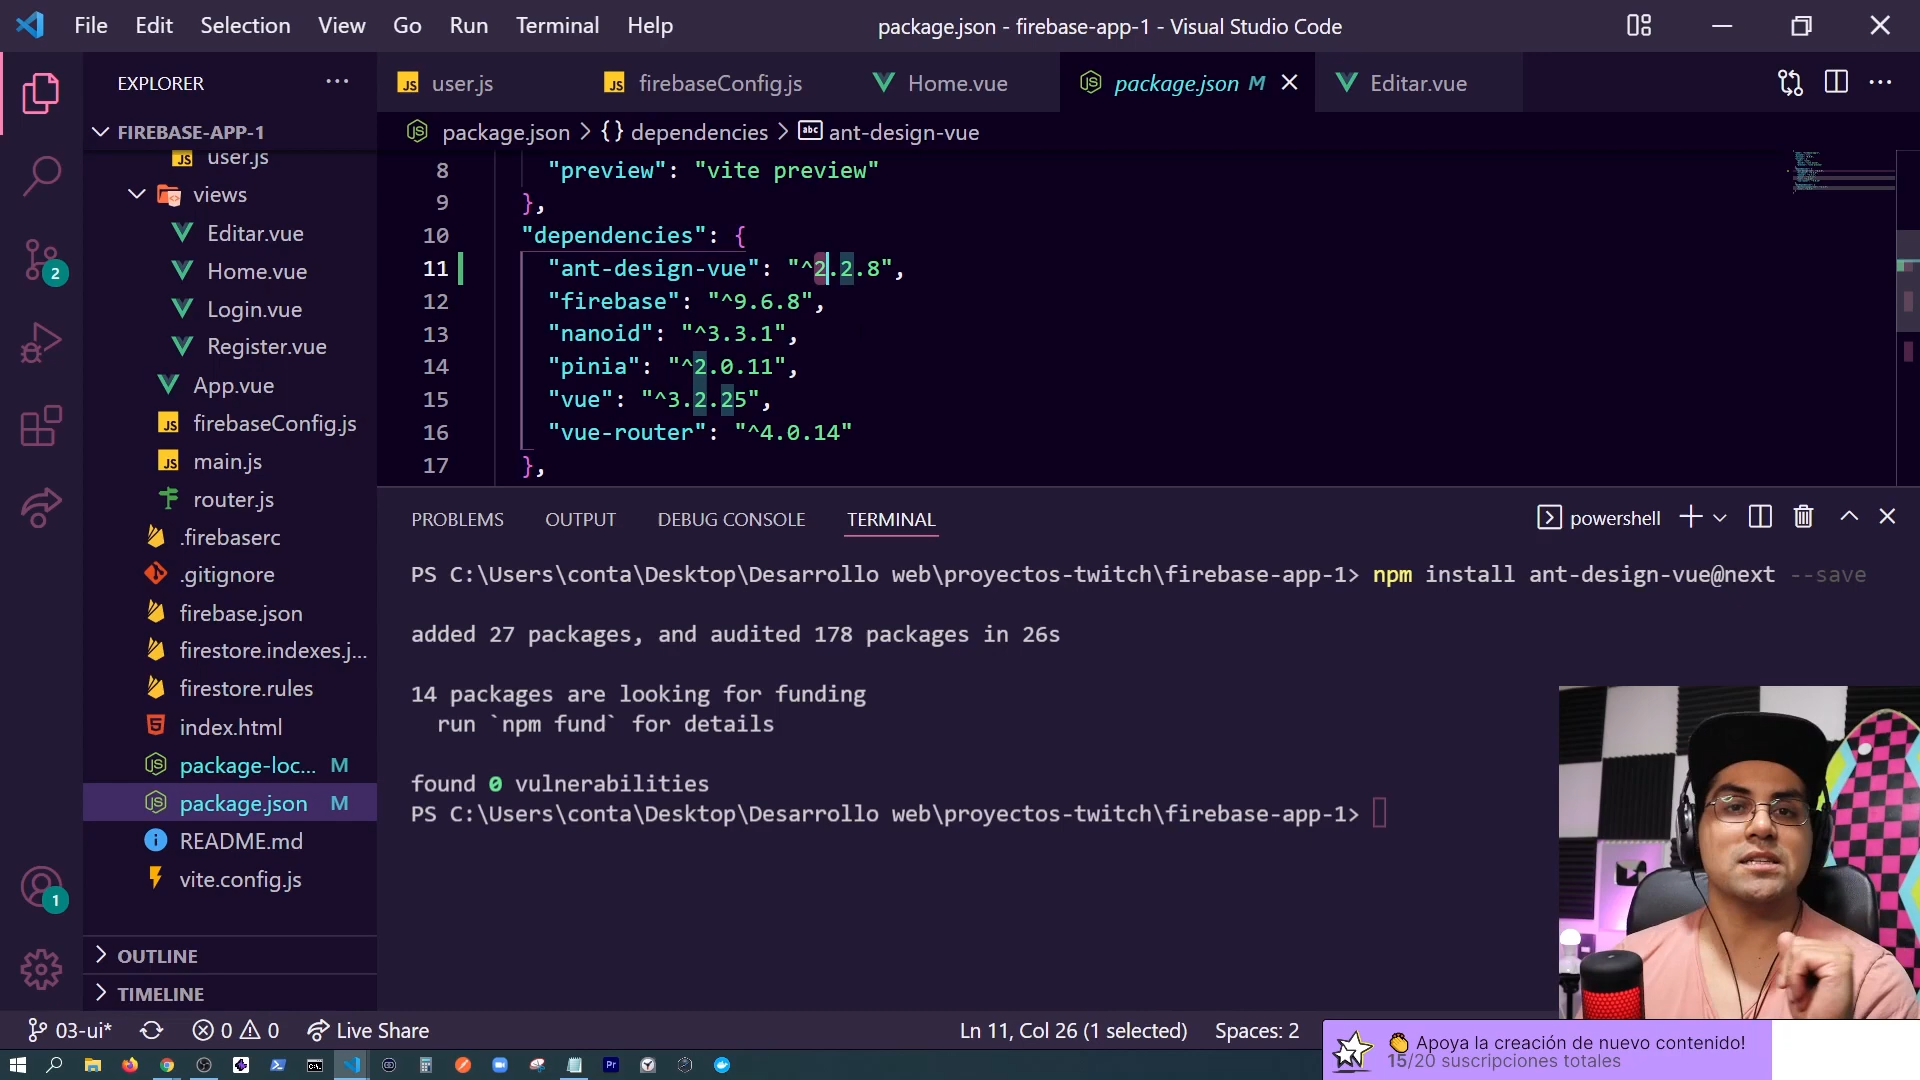 File Edit Selection View Go Run Terminal Help
package.json - firebase-app-1 - Visual Studio Code
EXPLORER
user.js
firebaseConfig.js
Home.vue
package.json M
Editar.vue
FIREBASE-APP-1
package.json > {} dependencies > abc ant-design-vue
user.js
views
Editar.vue
Home.vue
Login.vue
Register.vue
App.vue
firebaseConfig.js
main.js
router.js
.firebaserc
.gitignore
firebase.json
firestore.indexes.j...
firestore.rules
index.html
package-loc... M
package.json M
README.md
vite.config.js
OUTLINE
TIMELINE
8 "preview": "vite preview"
9 },
10 "dependencies": {
11 "ant-design-vue": "^2.2.8",
12 "firebase": "^9.6.8",
13 "nanoid": "^3.3.1",
14 "pinia": "^2.0.11",
15 "vue": "^3.2.25",
16 "vue-router": "^4.0.14"
17 },
PROBLEMS OUTPUT DEBUG CONSOLE TERMINAL
powershell
PS C:\Users\conta\Desktop\Desarrollo web\proyectos-twitch\firebase-app-1> npm install ant-design-vue@next --save
added 27 packages, and audited 178 packages in 26s
14 packages are looking for funding
run `npm fund` for details
found 0 vulnerabilities
PS C:\Users\conta\Desktop\Desarrollo web\proyectos-twitch\firebase-app-1>
2
1
03-ui* 0 0 Live Share
Ln 11, Col 26 (1 selected) Spaces: 2
Apoya la creación de nuevo contenido!
15/20 suscripciones totales